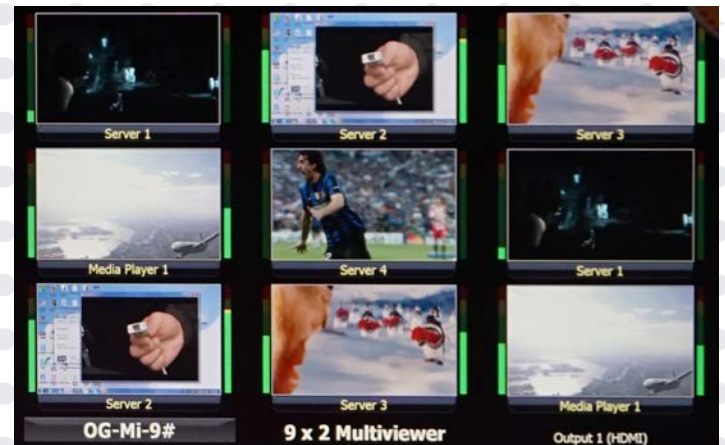 Server 1
Server 2
Server 3
Media Player 1
Server 4
Server 1
Server 2
Server 3
Media Player 1
OG-Mi-9#
9 x 2 Multiviewer
Output 1 (HDMI)